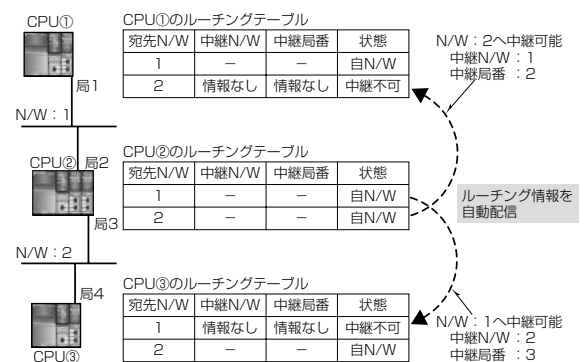 CPU①
局1
N/W：1
CPU② 局2
局3
N/W：2
局4
CPU③
CPU①のルーチングテーブル
宛先N/W 中継N/W 中継局番 状態
1 － － 自N/W
2 情報なし 情報なし 中継不可
CPU②のルーチングテーブル
宛先N/W 中継N/W 中継局番 状態
1 － － 自N/W
2 － － 自N/W
CPU③のルーチングテーブル
宛先N/W 中継N/W 中継局番 状態
1 情報なし 情報なし 中継不可
2 － － 自N/W
N/W：2へ中継可能
中継N/W：1
中継局番：2
ルーチング情報を
自動配信
N/W：1へ中継可能
中継N/W：2
中継局番：3